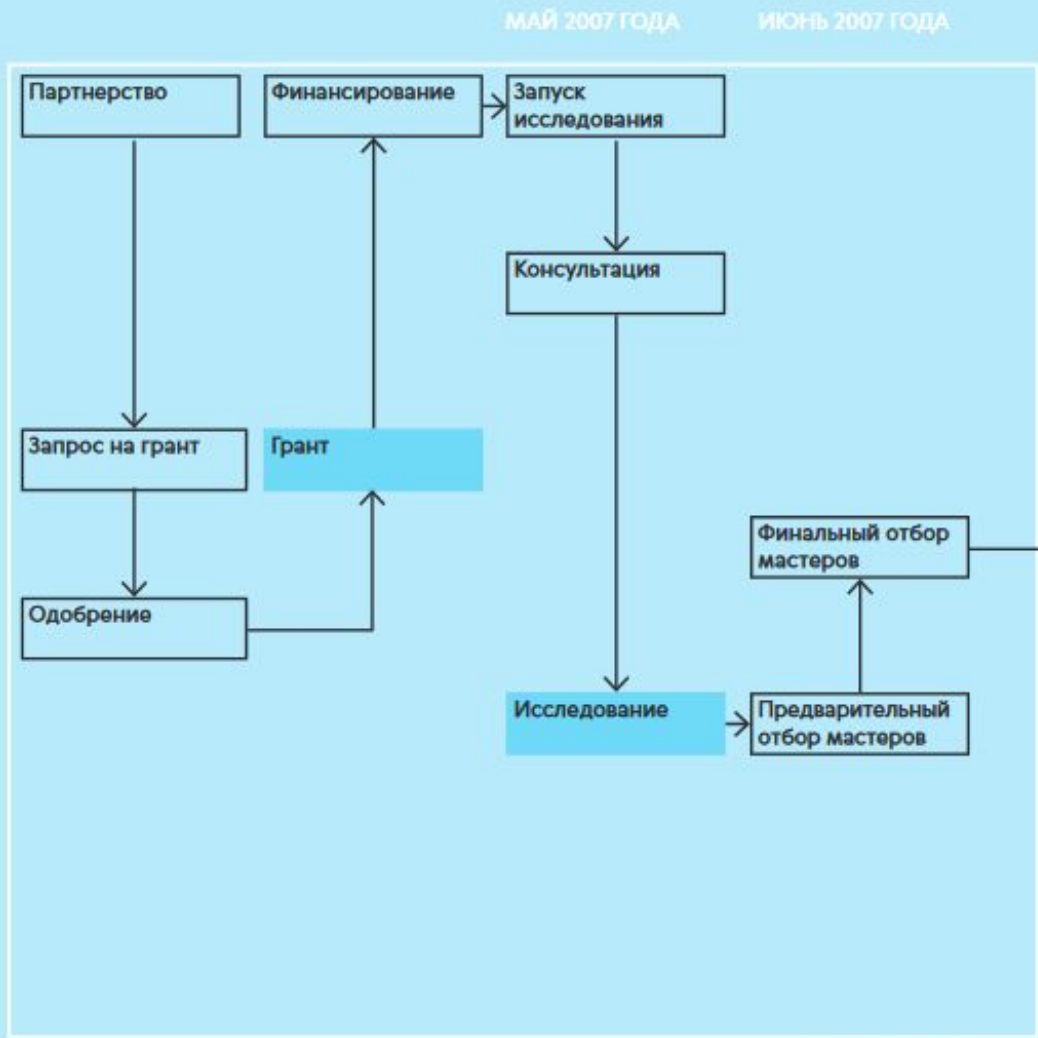 МАЙ 2007 ГОДА
ИЮНЬ 2007 ГОДА
Партнерство
Финансирование
Запуск
исследования
Консультация
Запрос на грант
Грант
Финальный отбор
мастеров
Одобрение
Исследование
Предварительный
отбор мастеров